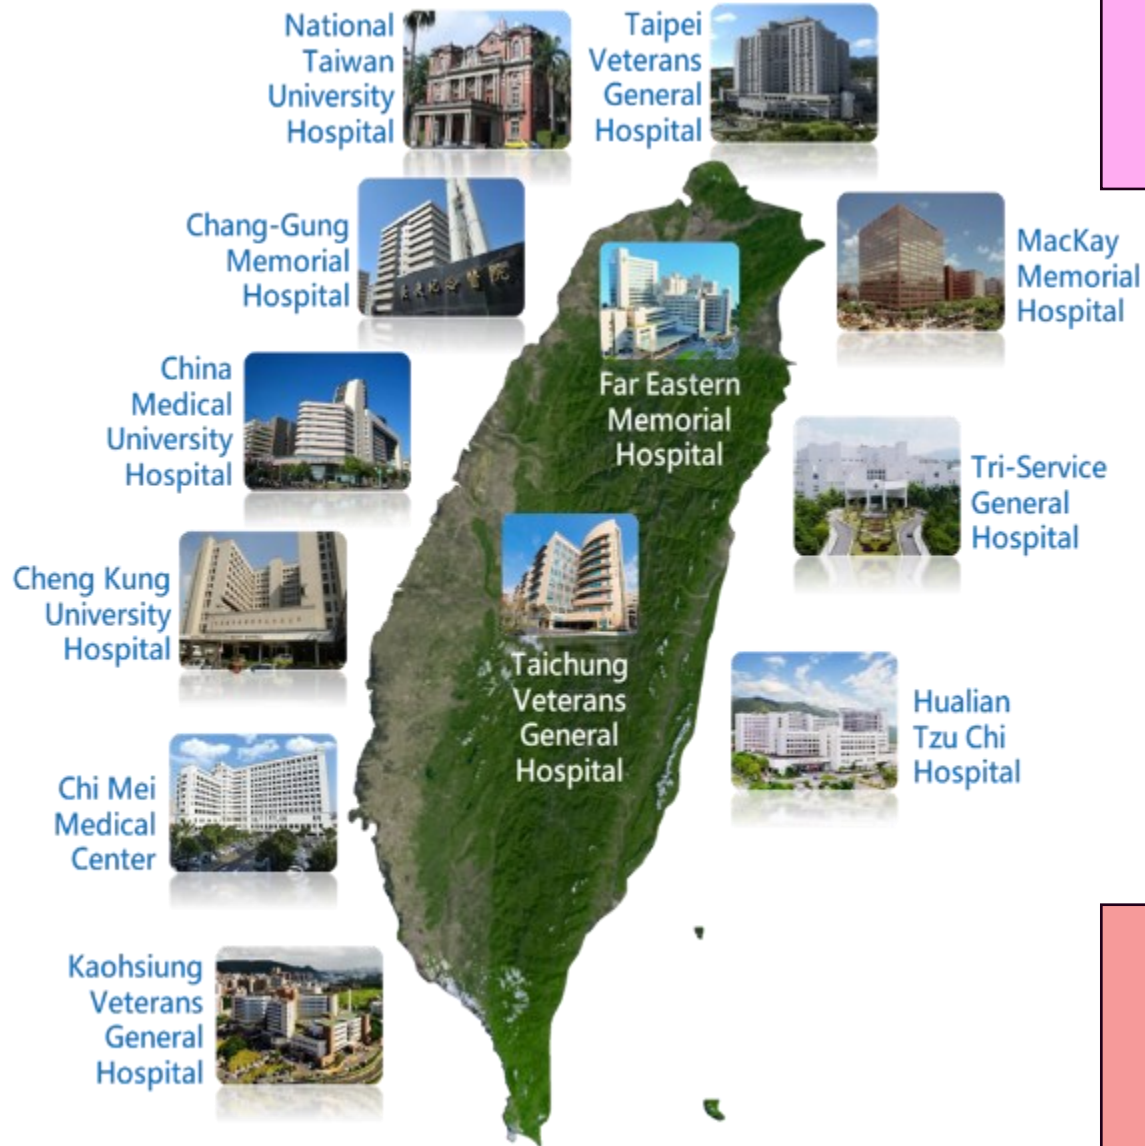 National
Taiwan
University
Hospital
Taipei
Veterans
General
Hospital
Chang-Gung
Memorial
Hospital
MacKay
Memorial
Hospital
China
Medical
University
Hospital
Far Eastern
Memorial
Hospital
Tri-Service
General
Hospital
Cheng Kung
University
Hospital
Taichung
Veterans
General
Hospital
Hualian
Tzu Chi
Hospital
Chi Mei
Medical
Center
Kaohsiung
Veterans
General
Hospital